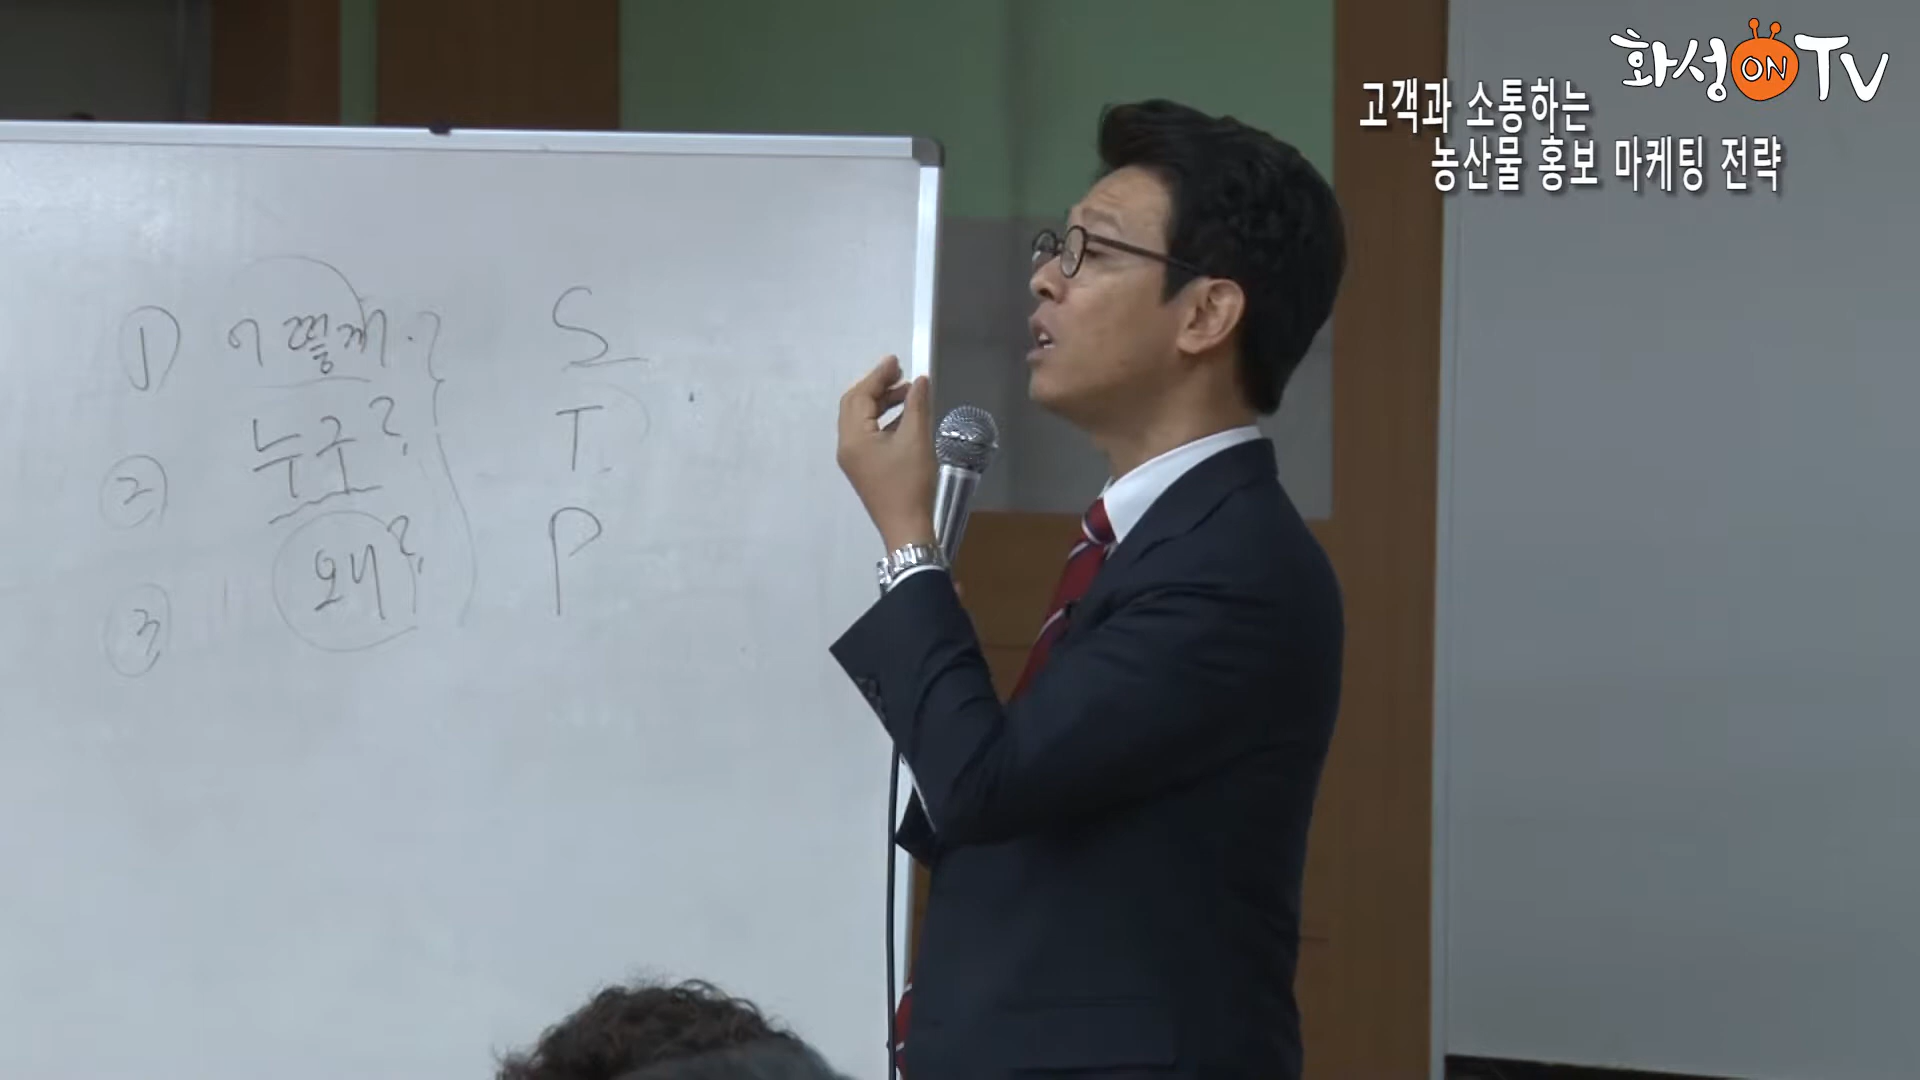 화성ONTV
고객과 소통하는
농산물 홍보 마케팅 전략
① 어떻게?
S
② 누구?
T
③ 왜?
P